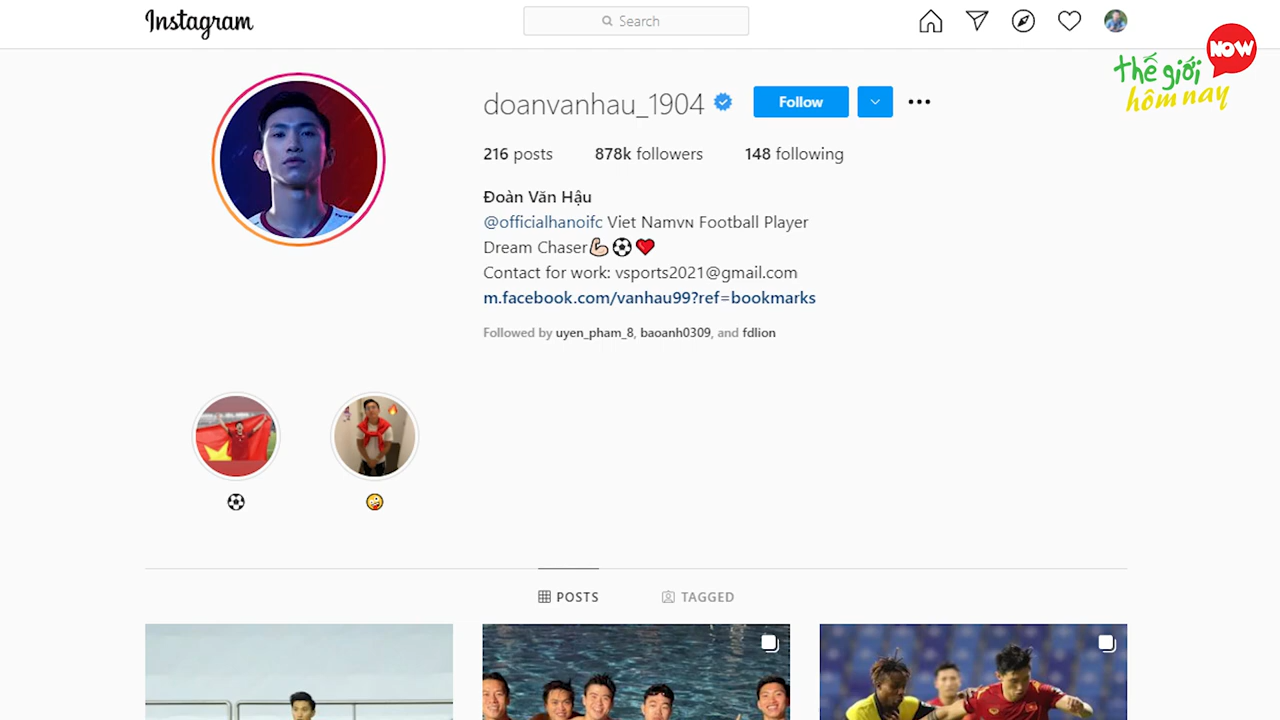 Instagram
Search
NOW
thế giới
hôm nay
doanvanhau_1904
Follow
216 posts 878k followers 148 following
Đoàn Văn Hậu
@officialhanoifc Viet Namvɴ Football Player
Dream Chaser💪🏻⚽❤️
Contact for work: vsports2021@gmail.com
m.facebook.com/vanhau99?ref=bookmarks
Followed by uyen_pham_8, baoanh0309, and fdlion
POSTS TAGGED